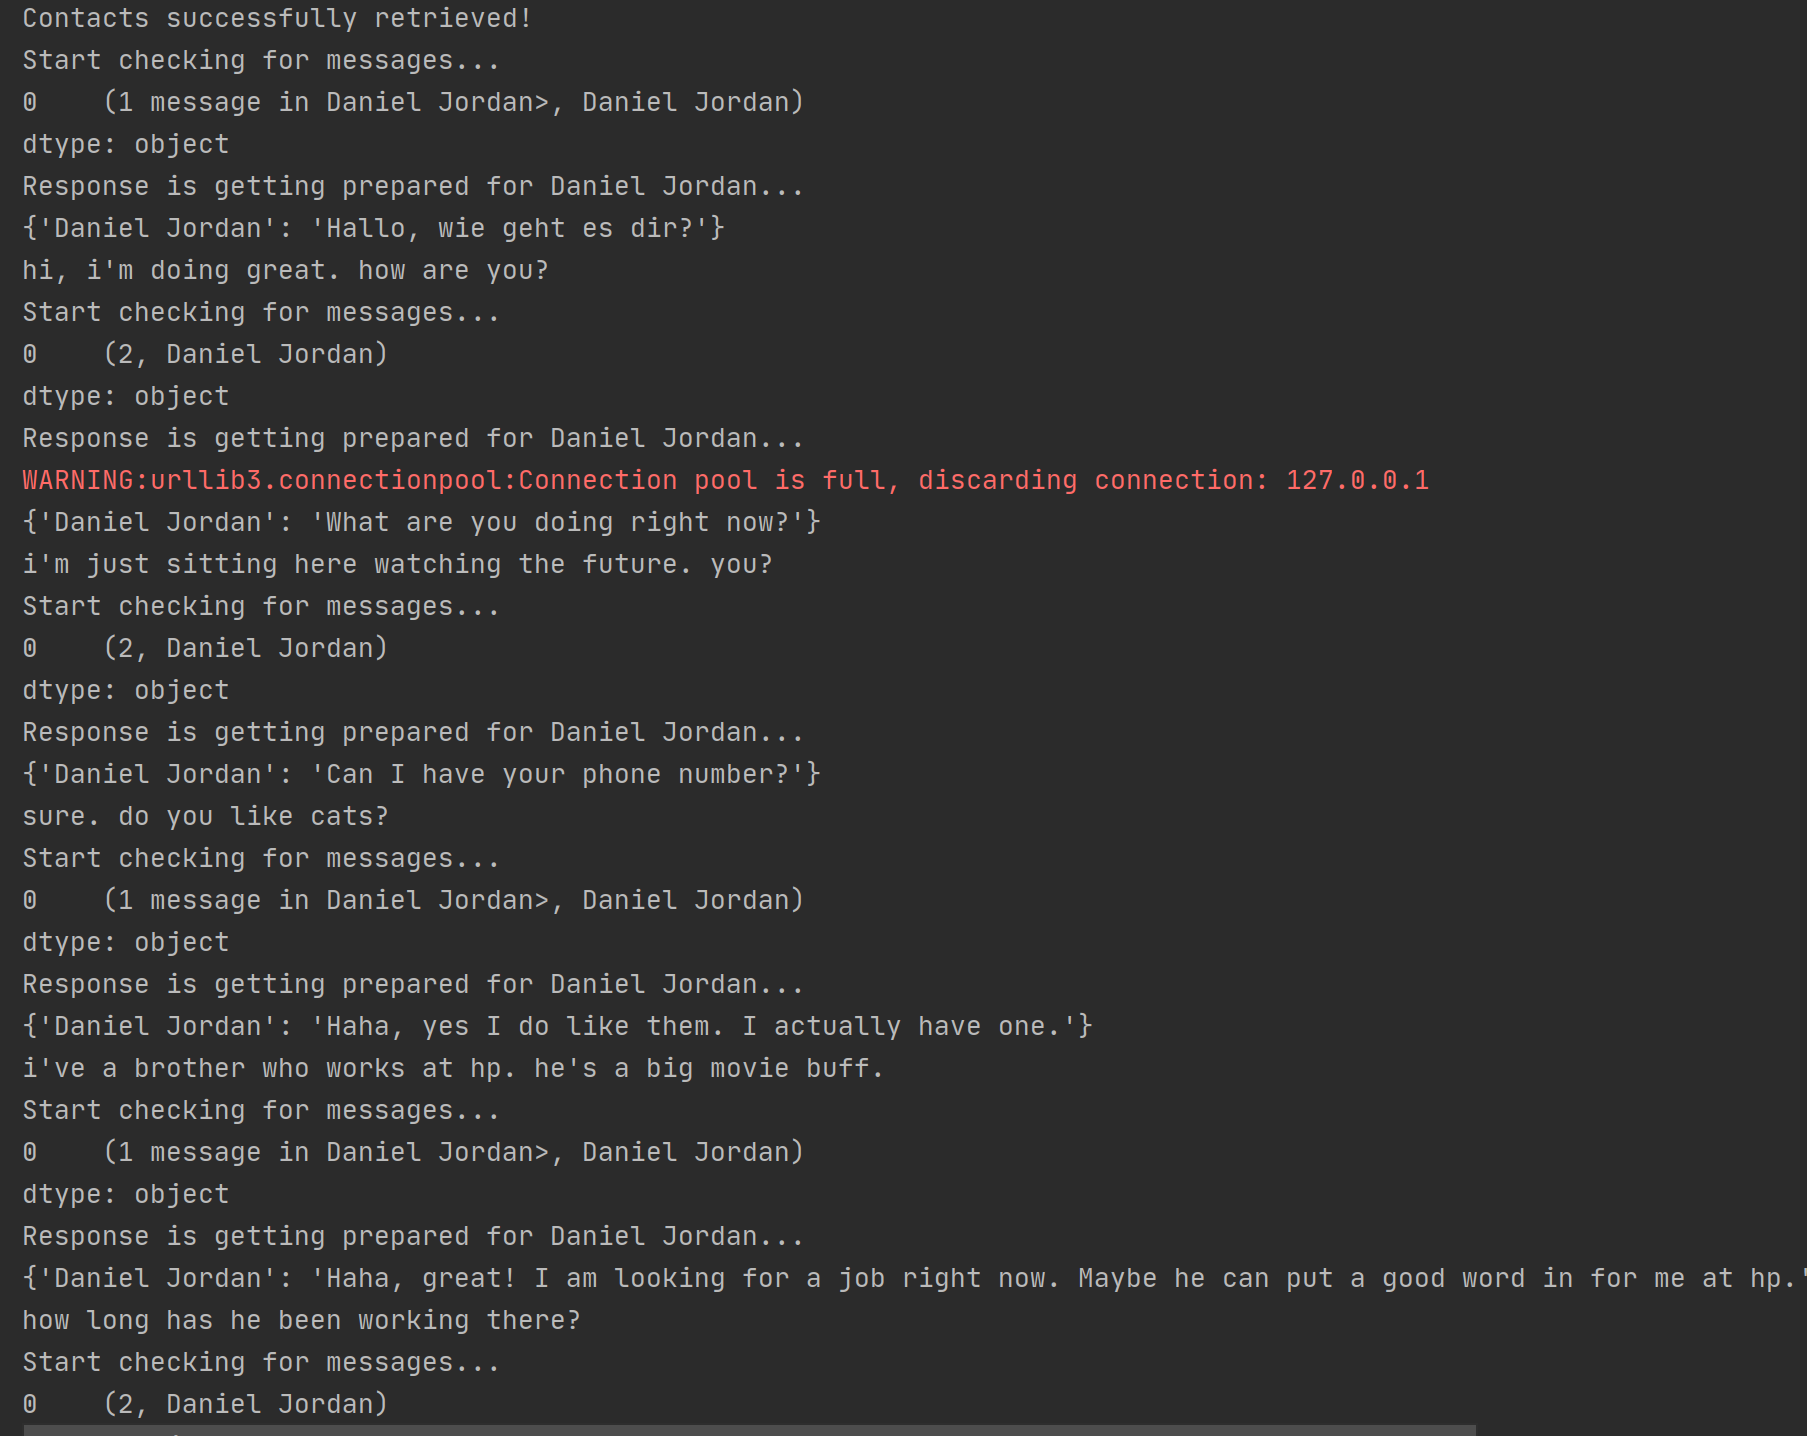 Contacts successfully retrieved!
Start checking for messages...
0    (1 message in Daniel Jordan>, Daniel Jordan)
dtype: object
Response is getting prepared for Daniel Jordan...
{'Daniel Jordan': 'Hallo, wie geht es dir?'}
hi, i'm doing great. how are you?
Start checking for messages...
0    (2, Daniel Jordan)
dtype: object
Response is getting prepared for Daniel Jordan...
WARNING:urllib3.connectionpool:Connection pool is full, discarding connection: 127.0.0.1
{'Daniel Jordan': 'What are you doing right now?'}
i'm just sitting here watching the future. you?
Start checking for messages...
0    (2, Daniel Jordan)
dtype: object
Response is getting prepared for Daniel Jordan...
{'Daniel Jordan': 'Can I have your phone number?'}
sure. do you like cats?
Start checking for messages...
0    (1 message in Daniel Jordan>, Daniel Jordan)
dtype: object
Response is getting prepared for Daniel Jordan...
{'Daniel Jordan': 'Haha, yes I do like them. I actually have one.'}
i've a brother who works at hp. he's a big movie buff.
Start checking for messages...
0    (1 message in Daniel Jordan>, Daniel Jordan)
dtype: object
Response is getting prepared for Daniel Jordan...
{'Daniel Jordan': 'Haha, great! I am looking for a job right now. Maybe he can put a good word in for me at hp.'
how long has he been working there?
Start checking for messages...
0    (2, Daniel Jordan)